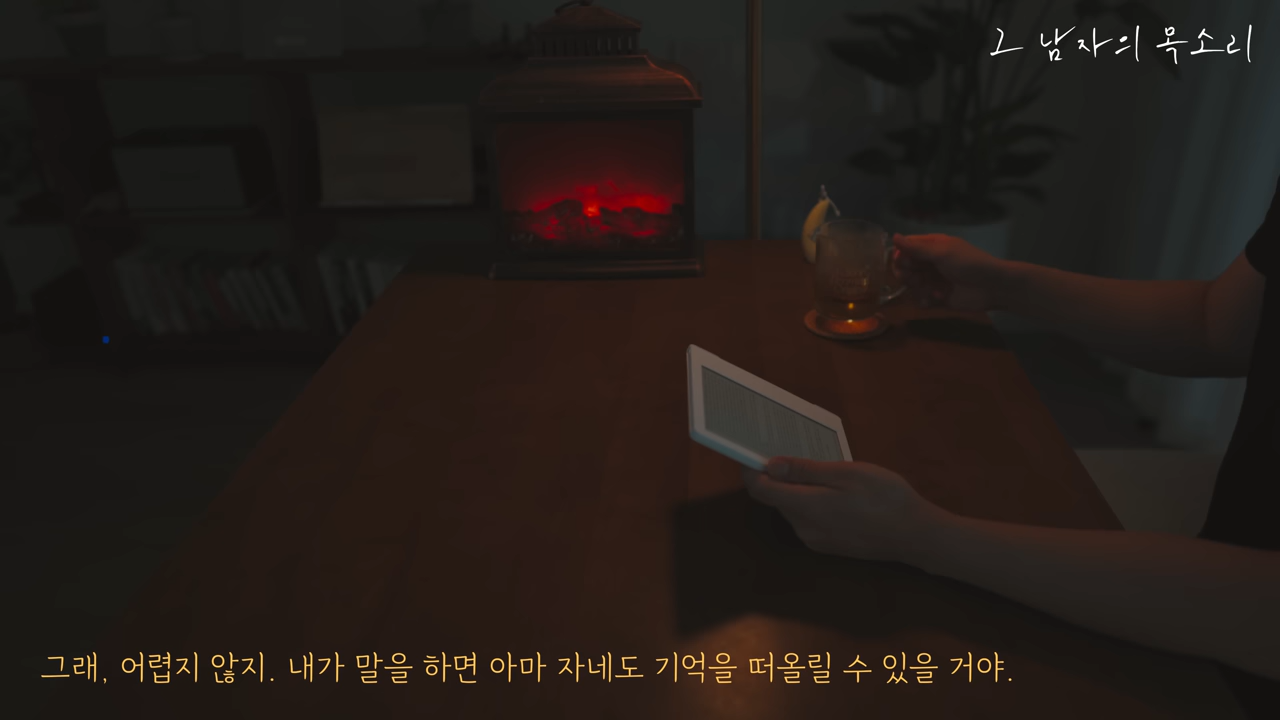 그 남자의 목소리
그래, 어렵지 않지. 내가 말을 하면 아마 자네도 기억을 떠올릴 수 있을 거야.